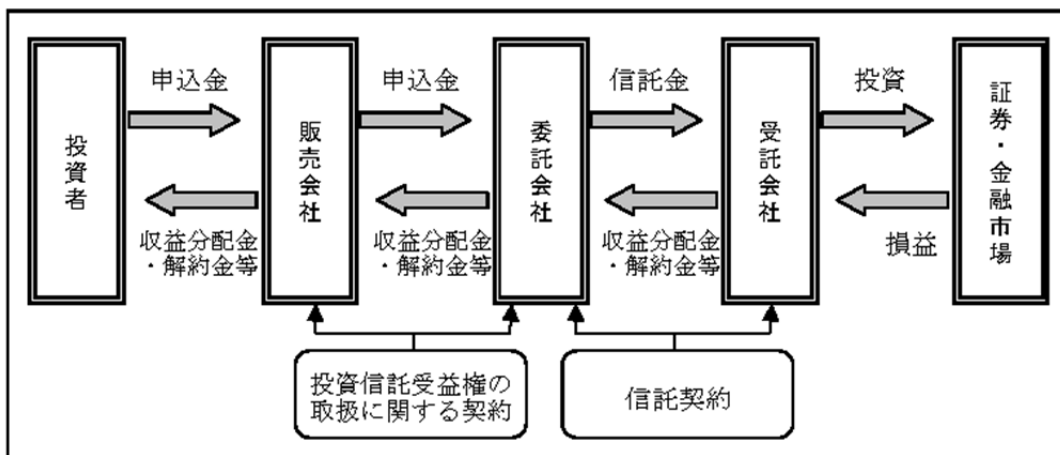 申込金
申込金
信託金
投資
投資者
販売会社
委託会社
受託会社
証券・金融市場
収益分配金
・解約金等
収益分配金
・解約金等
収益分配金
・解約金等
損益
投資信託受益権の
取扱に関する契約
信託契約